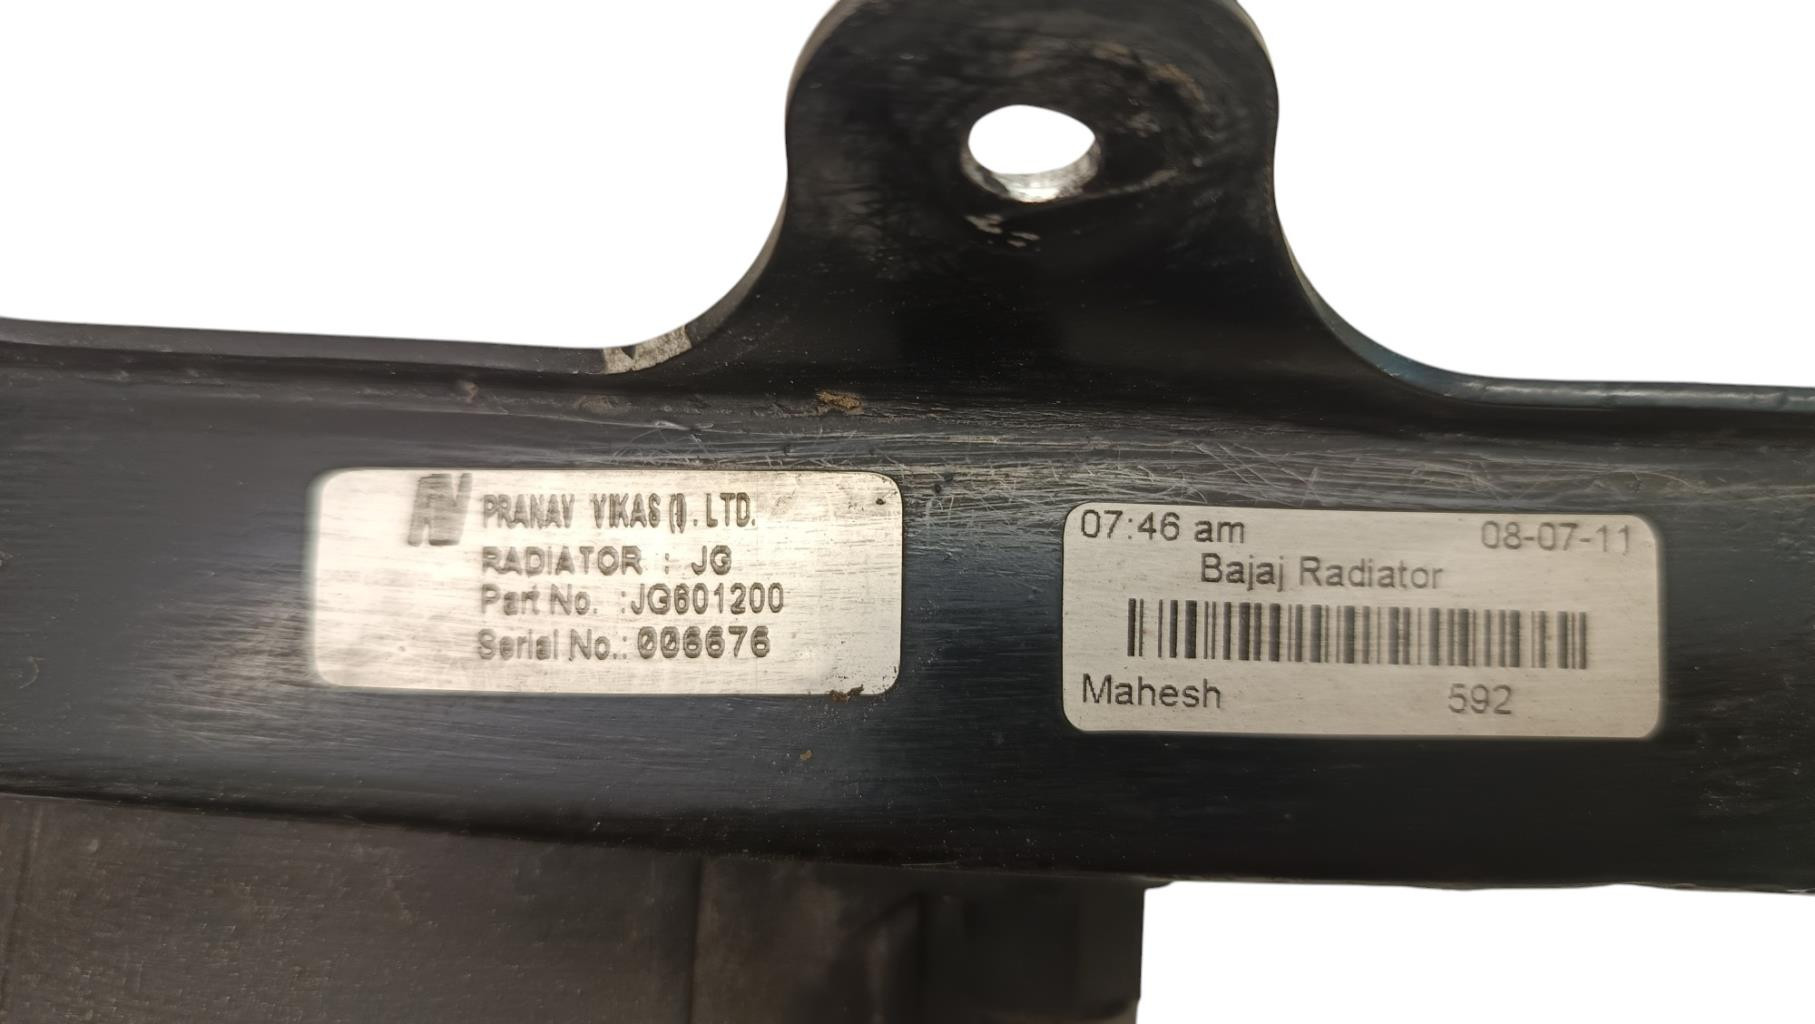 PV PRANAV VIKAS (I). LTD.
RADIATOR : JG
Part No. :JG601200
Serial No.: 006676
07:46 am 08-07-11
Bajaj Radiator
Mahesh 592